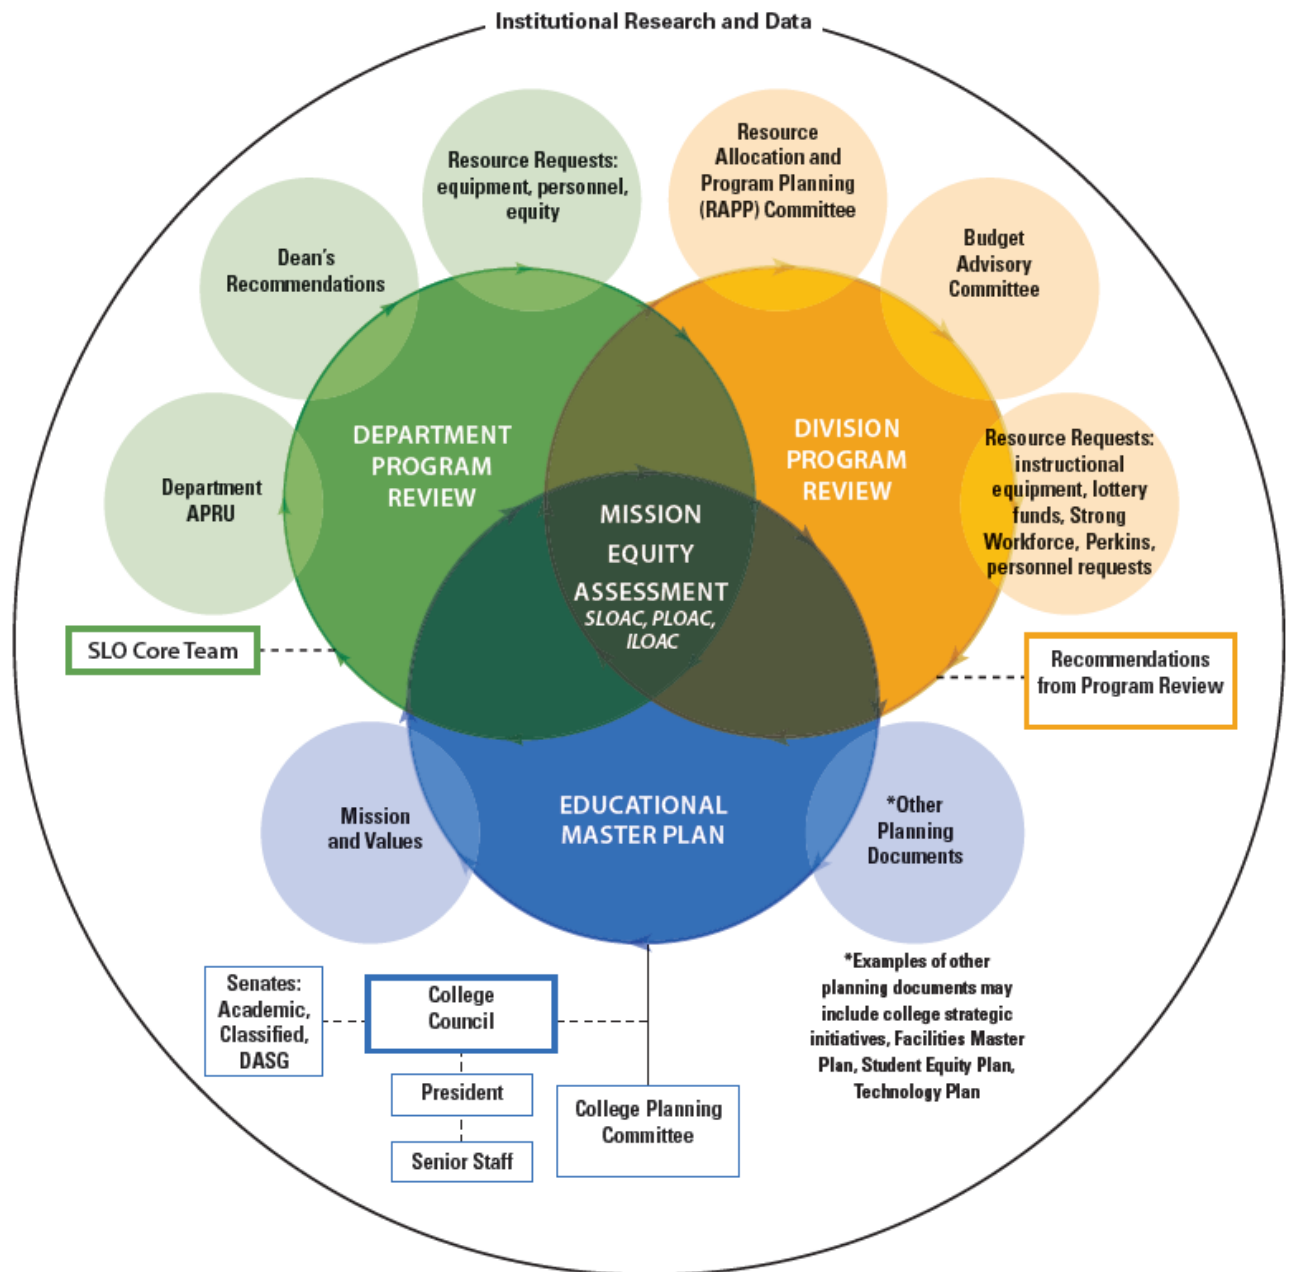 Institutional Research and Data
Resource Requests:
equipment, personnel,
equity
Resource
Allocation and
Program Planning
(RAPP) Committee
Dean's
Recommendations
Budget
Advisory
Committee
Department
APRU
DEPARTMENT
PROGRAM
REVIEW
DIVISION
PROGRAM
REVIEW
Resource Requests:
instructional
equipment, lottery
funds, Strong
Workforce, Perkins,
personnel requests
MISSION
EQUITY
ASSESSMENT
SLOAC, PLOAC,
ILOAC
SLO Core Team
Recommendations
from Program Review
Mission
and Values
EDUCATIONAL
MASTER PLAN
*Other
Planning
Documents
Senates:
Academic,
Classified,
DASG
College
Council
President
Senior Staff
College Planning
Committee
*Examples of other
planning documents may
include college strategic
initiatives, Facilities Master
Plan, Student Equity Plan,
Technology Plan